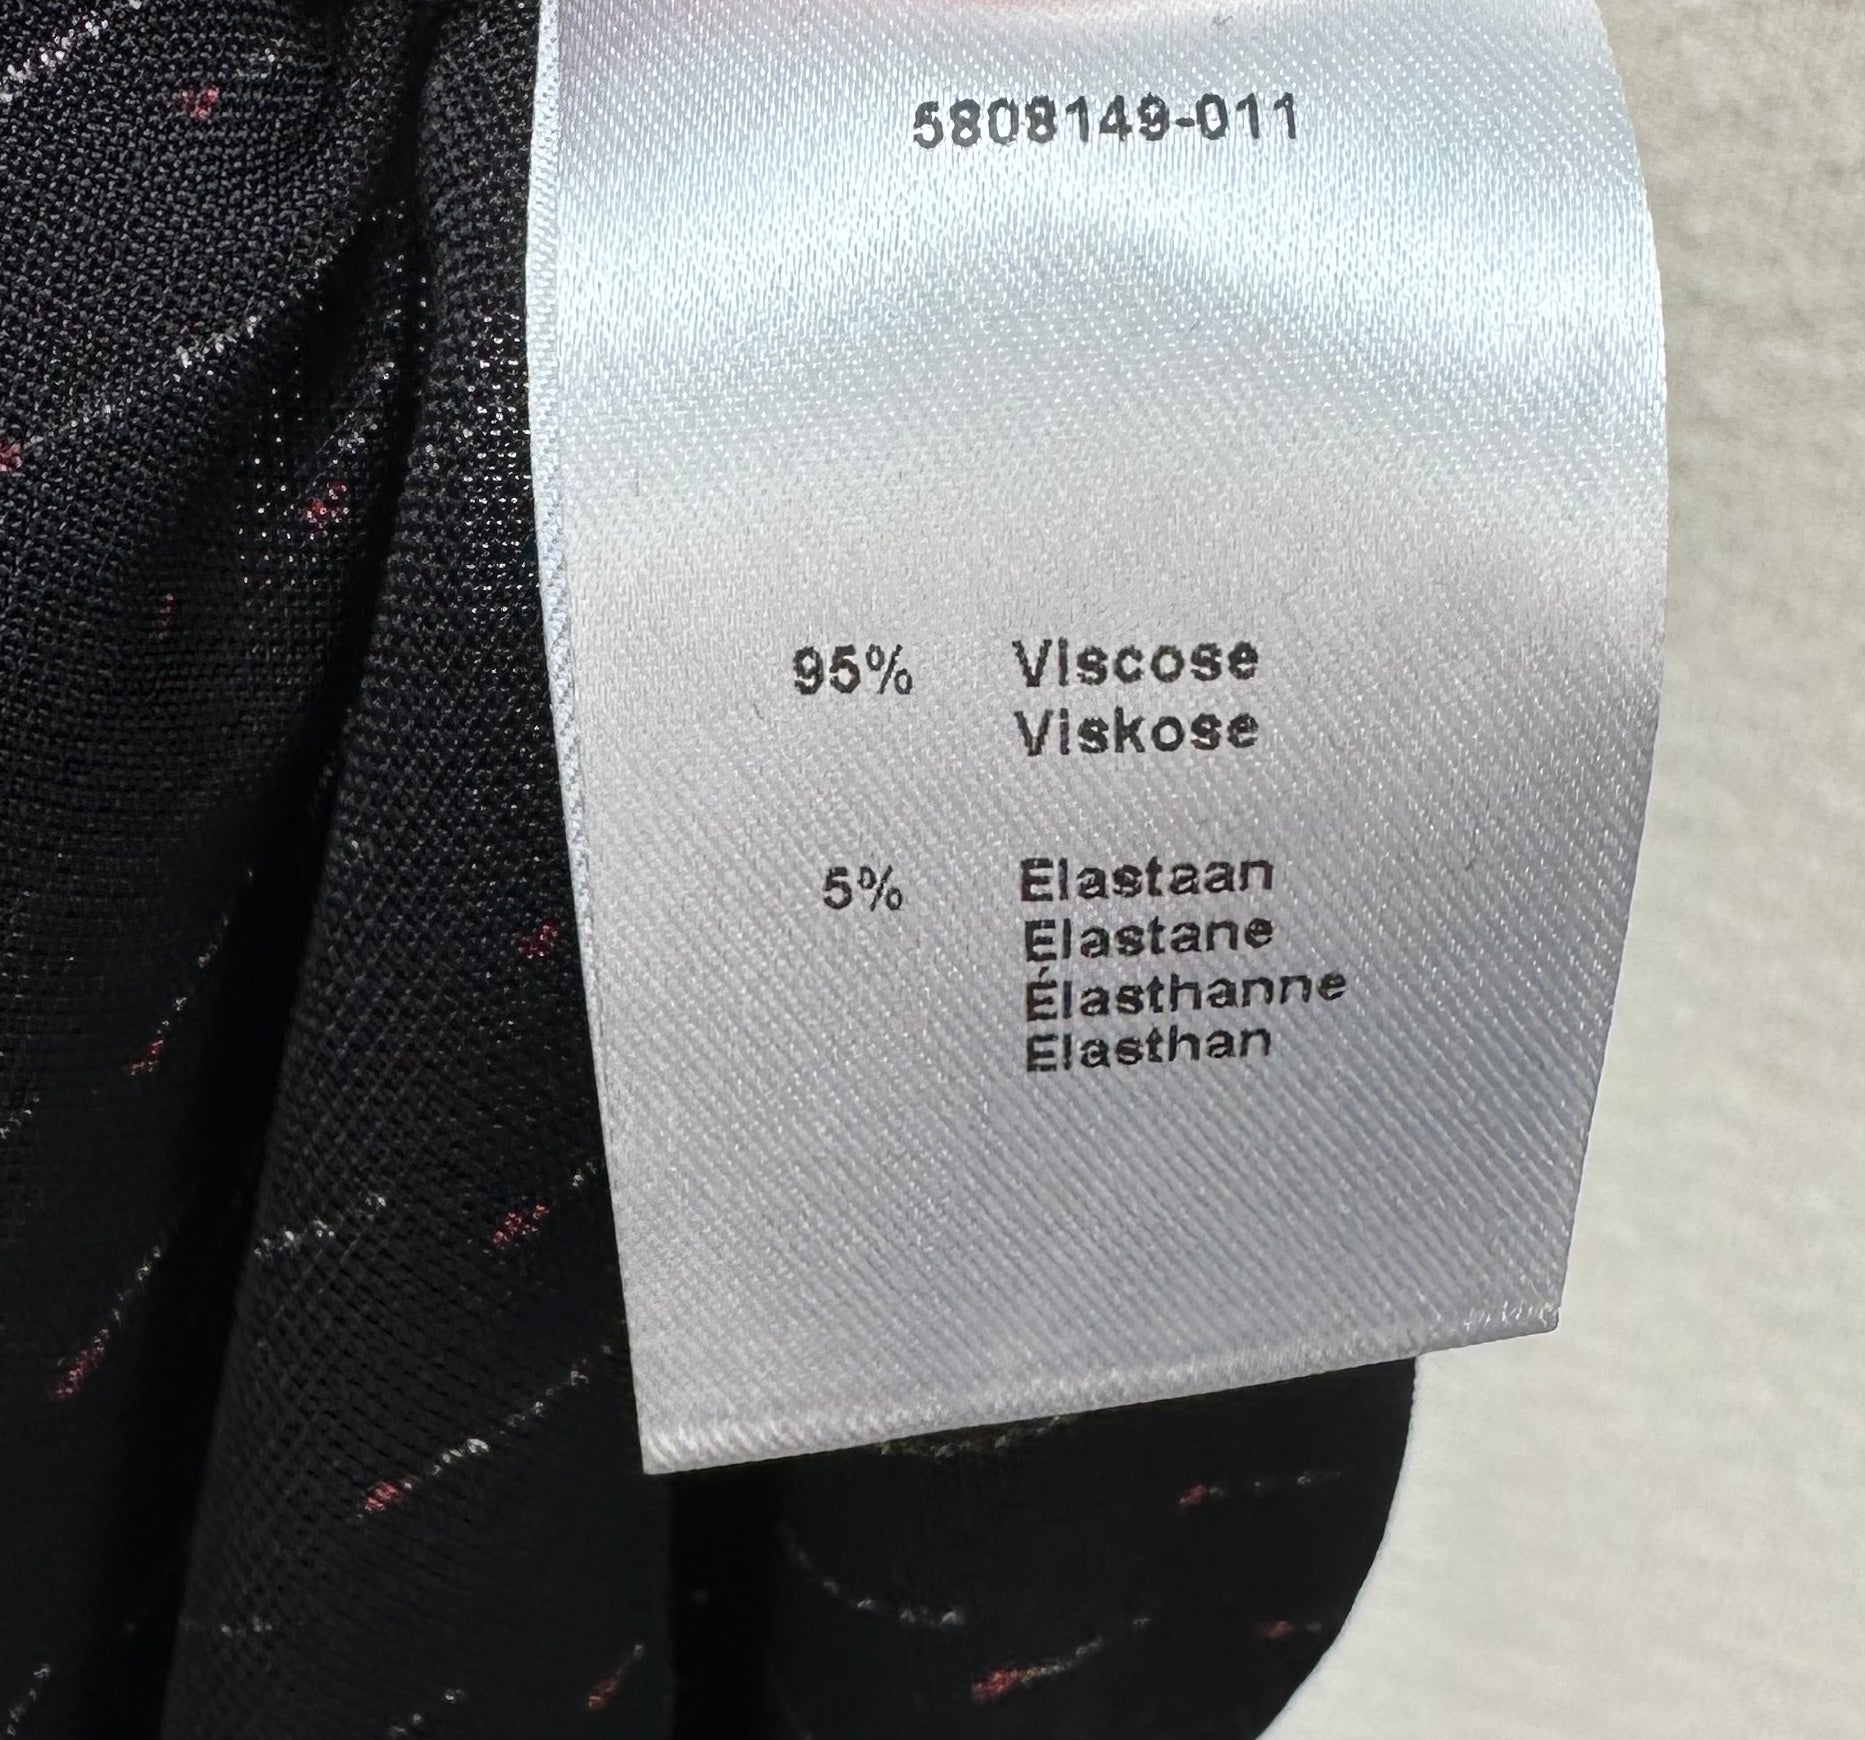 5808149-011
95% Viscose
Viskose
5% Elastaan
Elastane
Élasthanne
Elasthan